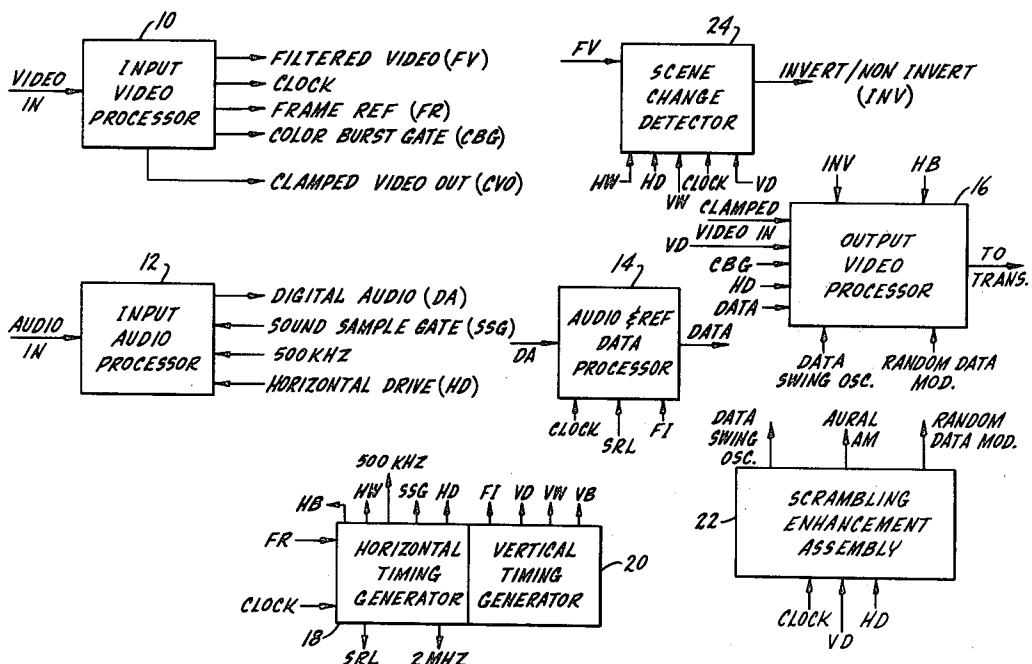 10
VIDEO
IN
INPUT
VIDEO
PROCESSOR
FILTERED VIDEO (FV)
CLOCK
FRAME REF (FR)
COLOR BURST GATE (CBG)
CLAMPED VIDEO OUT (CVO)
24
FV
SCENE
CHANGE
DETECTOR
INVERT/NON INVERT
(INV)
HW
HD
VW
CLOCK
VD
INV
HB
16
CLAMPED
VIDEO IN
VD
CBG
HD
DATA
OUTPUT
VIDEO
PROCESSOR
TO
TRANS.
DATA
SWING OSC.
RANDOM DATA
MOD.
12
AUDIO
IN
INPUT
AUDIO
PROCESSOR
DIGITAL AUDIO (DA)
SOUND SAMPLE GATE (SSG)
500 KHZ
HORIZONTAL DRIVE (HD)
14
DA
AUDIO & REF
DATA
PROCESSOR
DATA
CLOCK
SRL
FI
500 KHZ
HB
HW
SSG
HD
FI
VD
VW
VB
FR
CLOCK
HORIZONTAL
TIMING
GENERATOR
VERTICAL
TIMING
GENERATOR
20
18
SRL
2 MHZ
DATA
SWING
OSC.
AURAL
AM
RANDOM
DATA MOD.
22
SCRAMBLING
ENHANCEMENT
ASSEMBLY
CLOCK
VD
HD